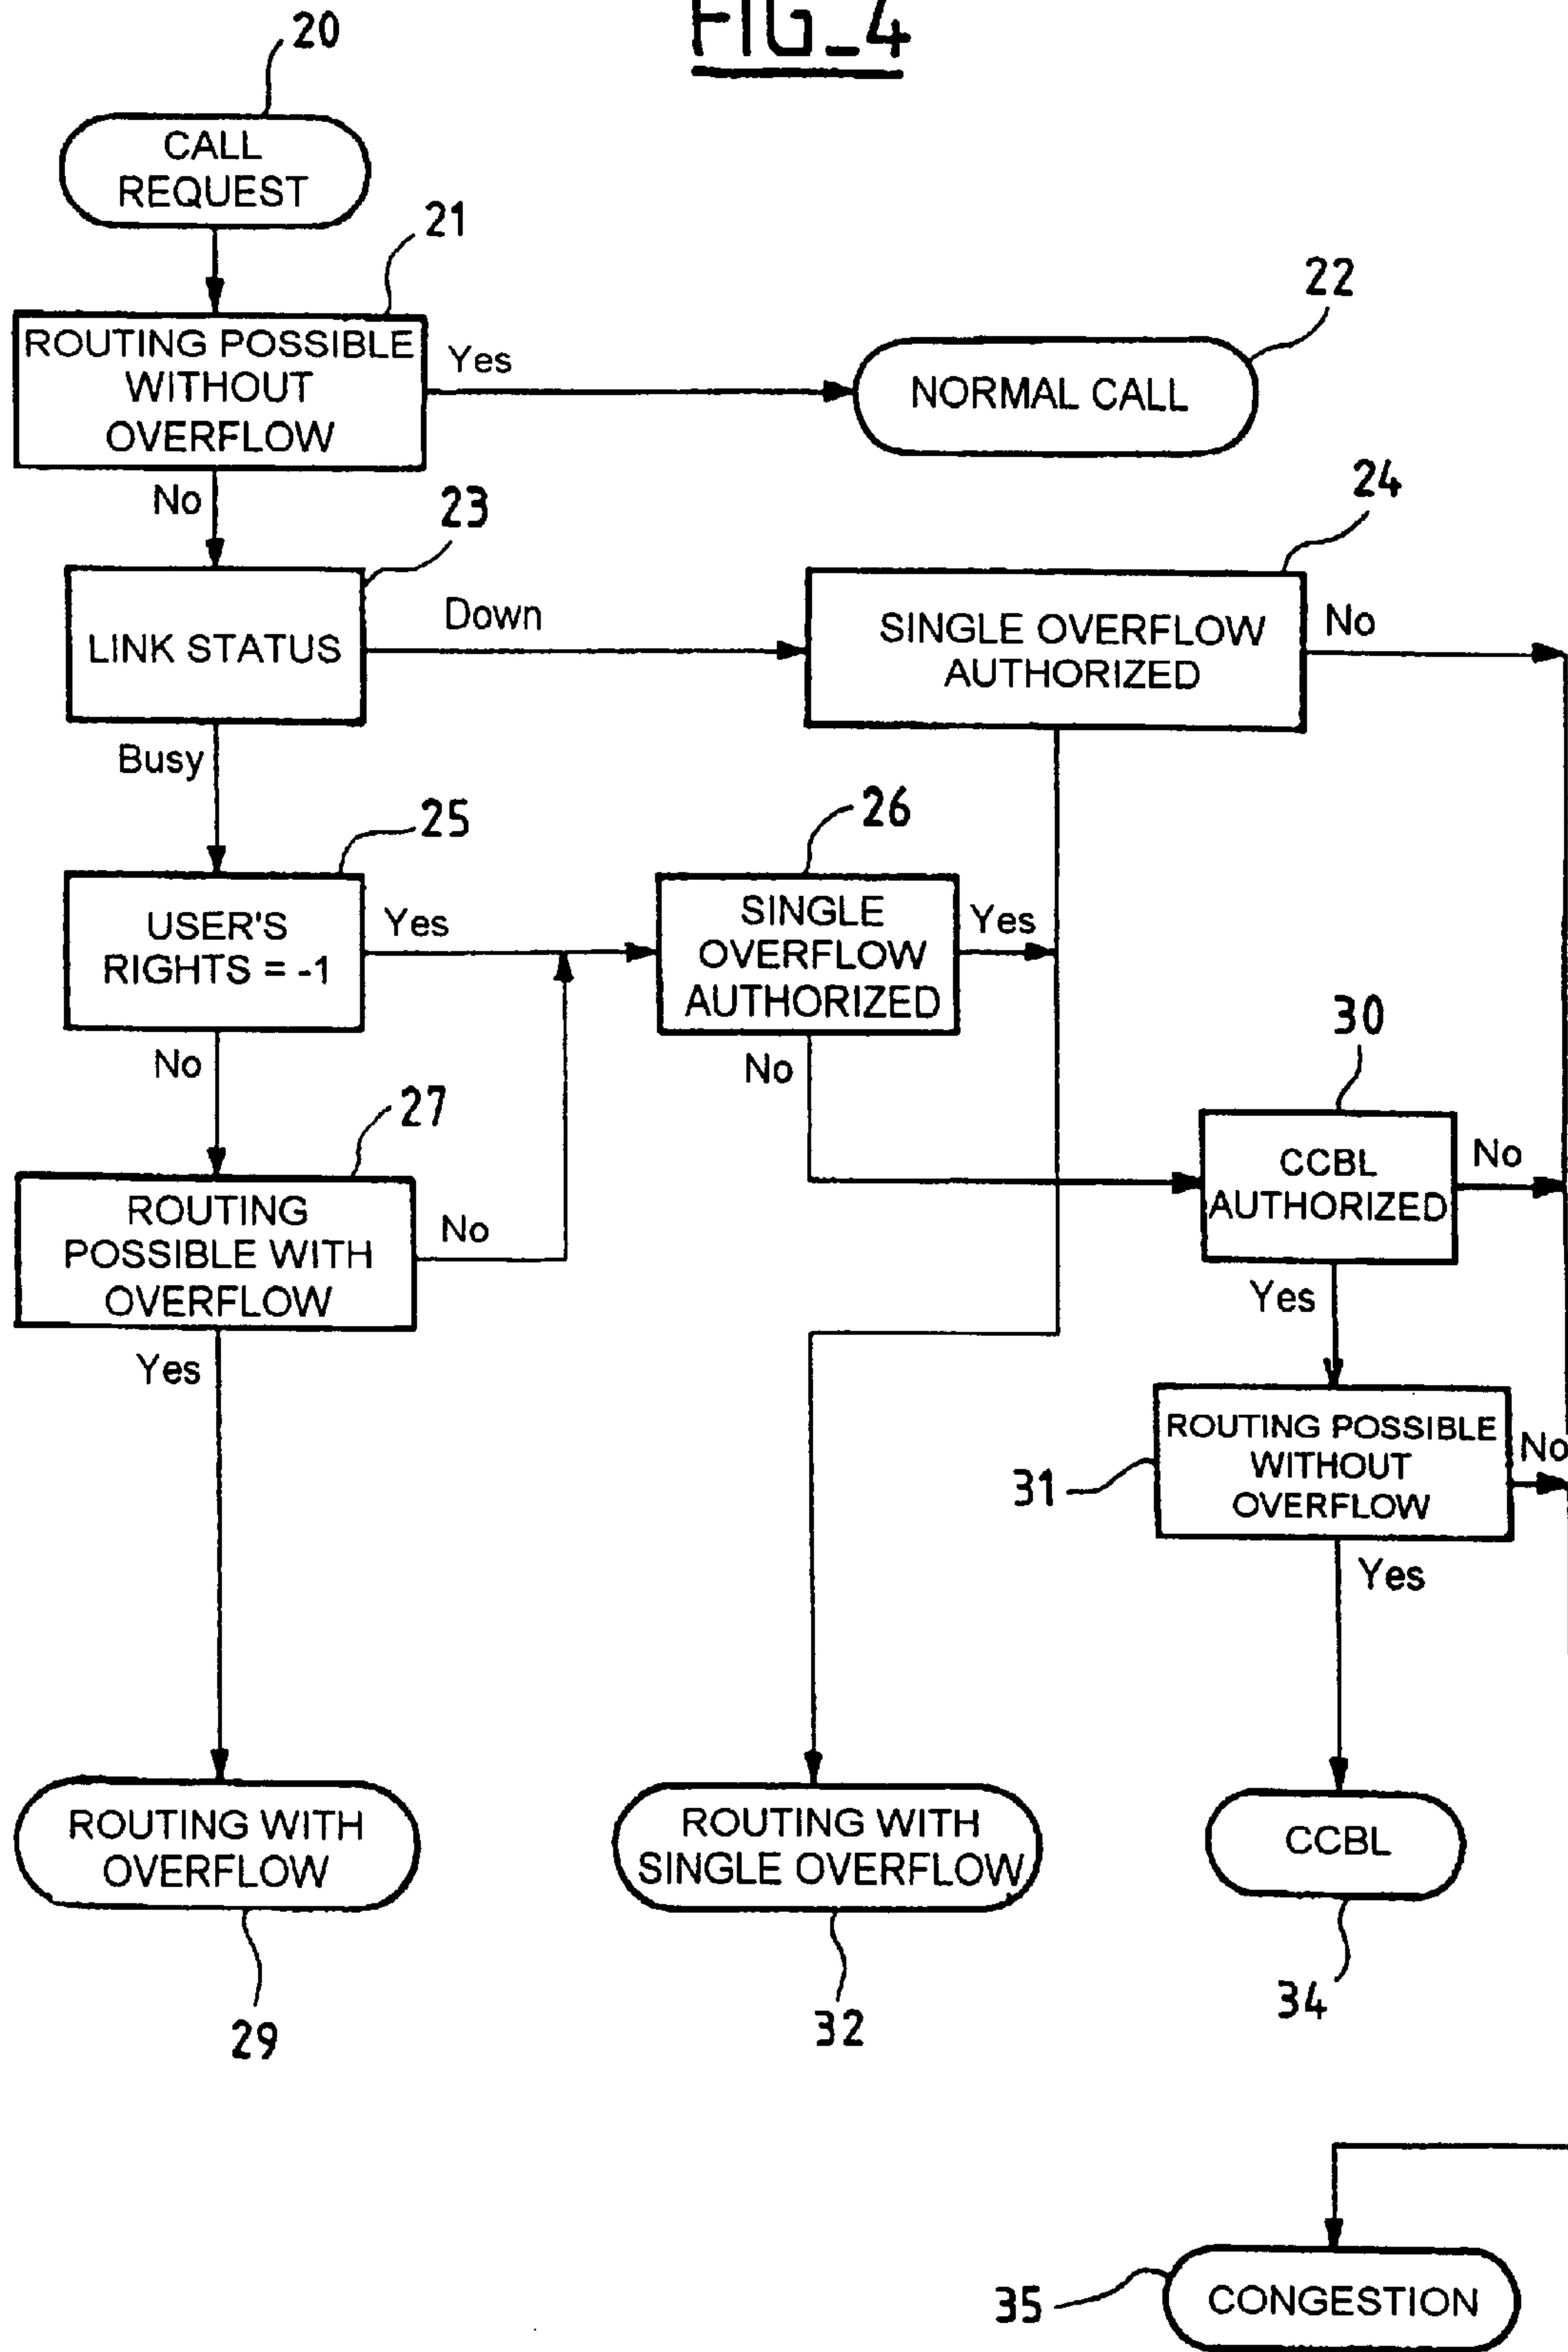 FIG_4
20
CALL
REQUEST
21
ROUTING POSSIBLE
WITHOUT
OVERFLOW
Yes
22
NORMAL CALL
No
23
LINK STATUS
Down
24
SINGLE OVERFLOW
AUTHORIZED
No
Busy
25
USER'S
RIGHTS = -1
Yes
26
SINGLE
OVERFLOW
AUTHORIZED
Yes
No
No
27
ROUTING
POSSIBLE WITH
OVERFLOW
No
30
CCBL
AUTHORIZED
No
Yes
Yes
31
ROUTING POSSIBLE
WITHOUT
OVERFLOW
No
Yes
ROUTING WITH
OVERFLOW
29
ROUTING WITH
SINGLE OVERFLOW
32
CCBL
34
35
CONGESTION